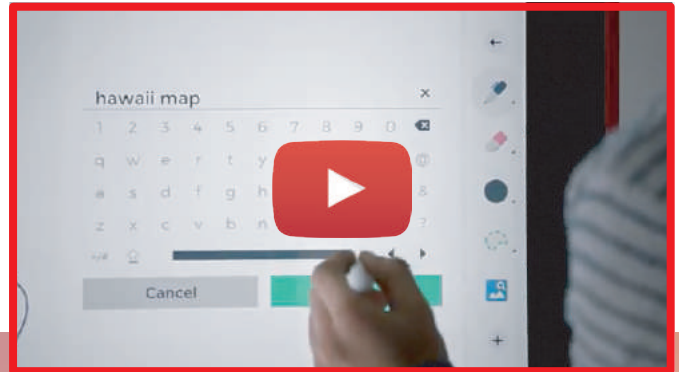 hawaii map ×
1 2 3 4 5 6 7 8 9 0
q w e r t y @
a s d f g h &
z x c v b n ?
Cancel
+